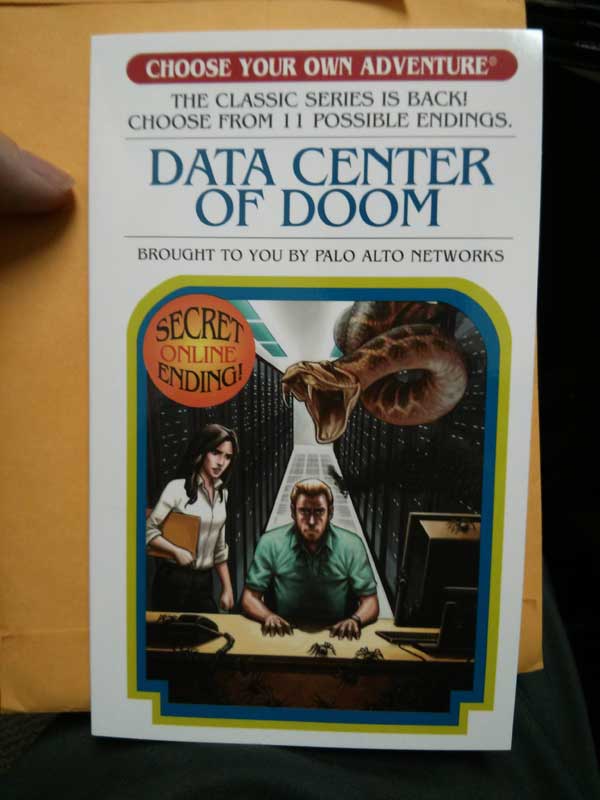 CHOOSE YOUR OWN ADVENTURE®
THE CLASSIC SERIES IS BACK!
CHOOSE FROM 11 POSSIBLE ENDINGS.
DATA CENTER
OF DOOM
BROUGHT TO YOU BY PALO ALTO NETWORKS
SECRET
ONLINE
ENDING!